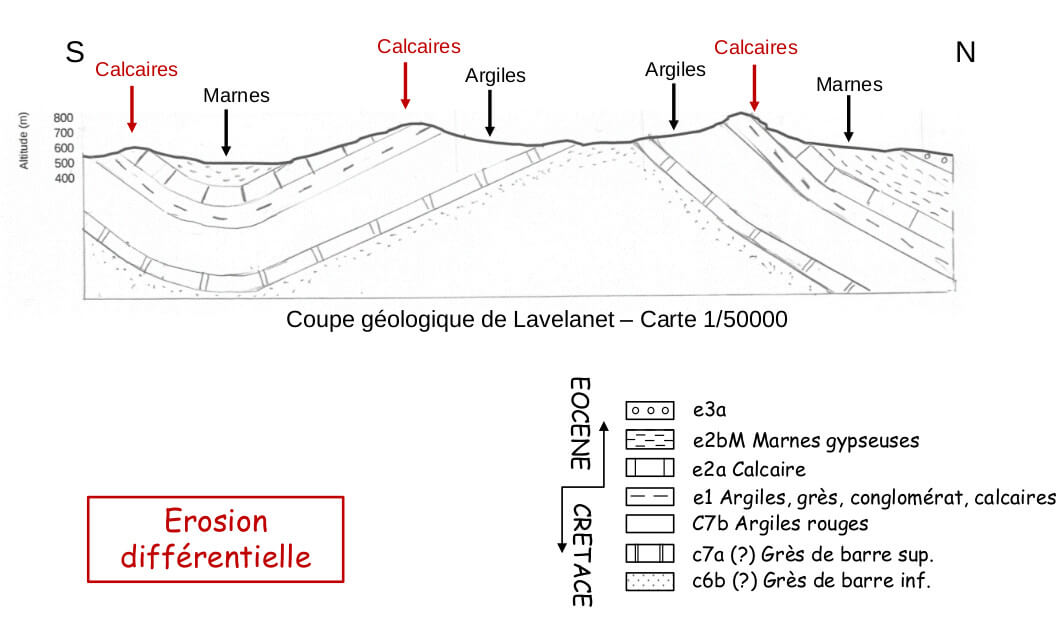 S
N
Calcaires
Marnes
Calcaires
Argiles
Argiles
Calcaires
Marnes
Altitude (m)
800
700
600
500
400
Coupe géologique de Lavelanet – Carte 1/50000
EOCENE
CRETACE
e3a
e2bM Marnes gypseuses
e2a Calcaire
e1 Argiles, grès, conglomérat, calcaires
C7b Argiles rouges
c7a (?) Grès de barre sup.
c6b (?) Grès de barre inf.
Erosion
différentielle